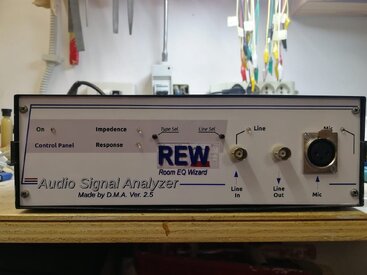 On
Impedence
Type Sel.
Line Sel.
Line
Mic
Control Panel
Response
REW
Room EQ Wizard
Audio Signal Analyzer
Made by D.M.A. Ver. 2.5
Line
In
Line
Out
Mic